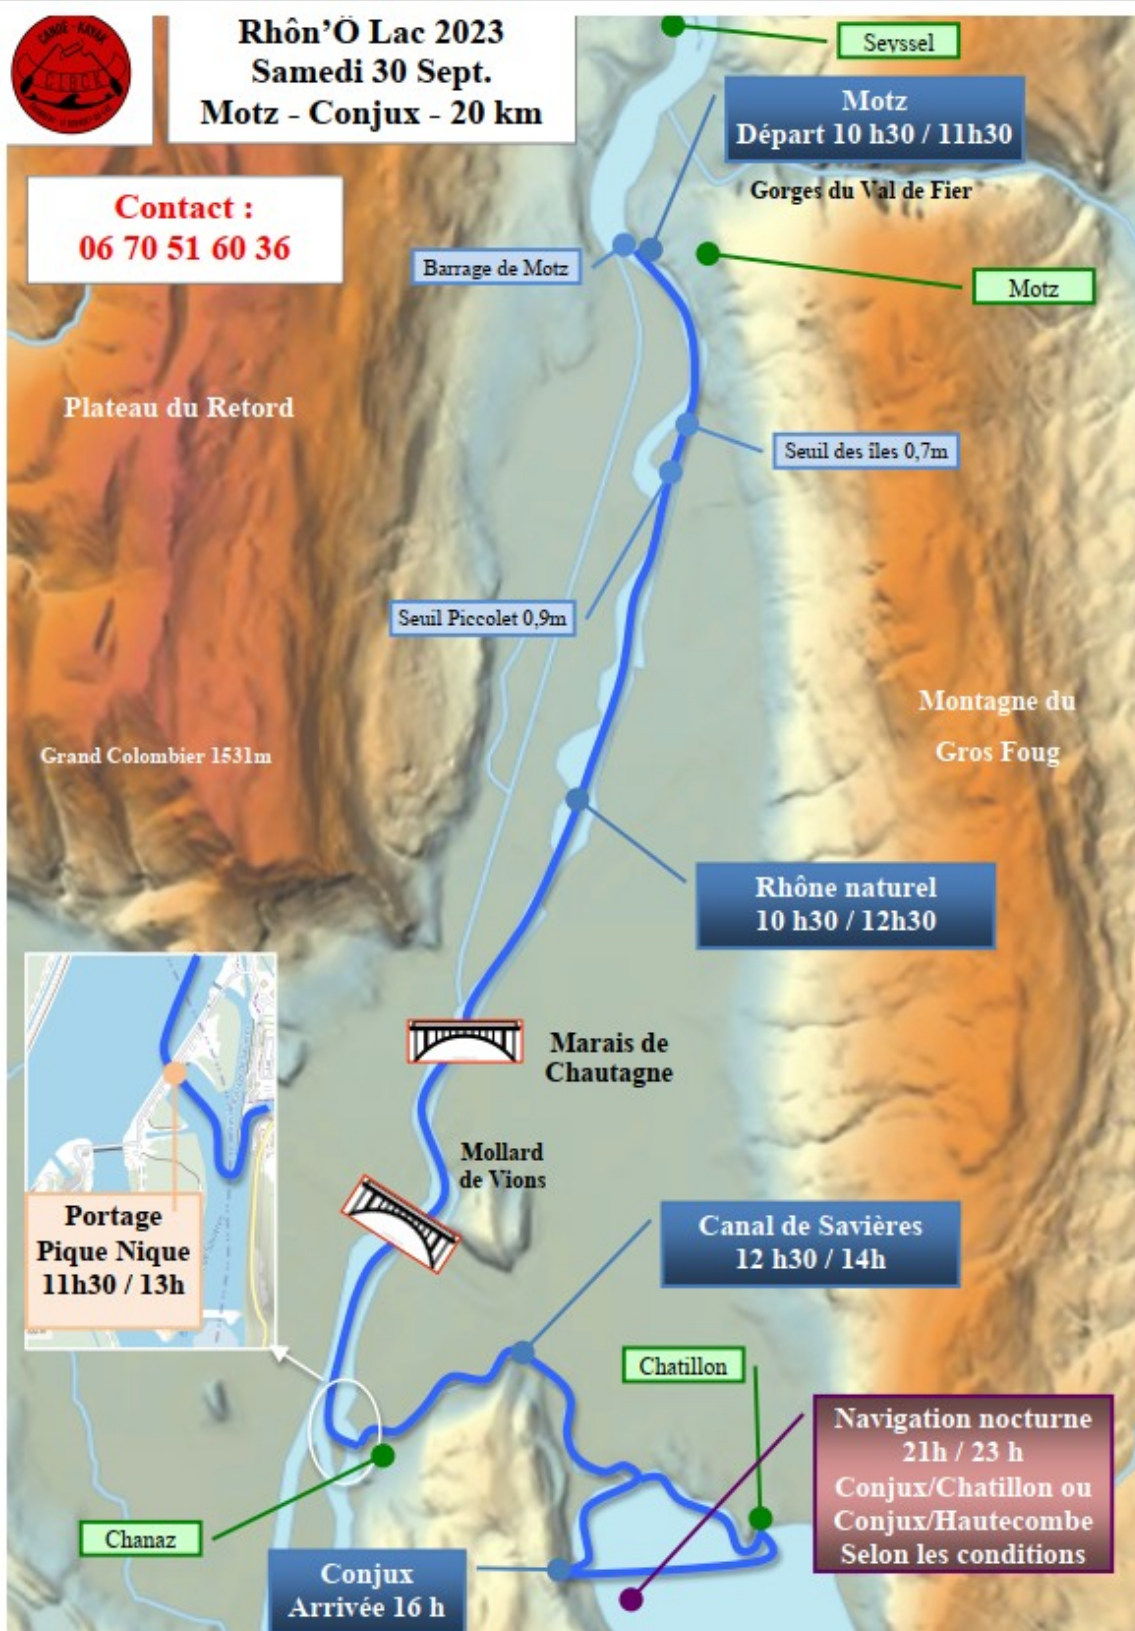 CANOË - KAYAK
Rhôn'Ô Lac 2023
Samedi 30 Sept.
Motz - Conjux - 20 km
Seyssel
Motz
Départ 10 h30 / 11h30
Gorges du Val de Fier
Contact :
06 70 51 60 36
Barrage de Motz
Motz
Plateau du Retord
Seuil des îles 0,7m
Seuil Piccolet 0,9m
Montagne du
Gros Foug
Grand Colombier 1531m
Rhône naturel
10 h30 / 12h30
Marais de
Chautagne
Mollard
de Vions
Portage
Pique Nique
11h30 / 13h
Canal de Savières
12 h30 / 14h
Chatillon
Navigation nocturne
21h / 23 h
Conjux/Chatillon ou
Conjux/Hautecombe
Selon les conditions
Chanaz
Conjux
Arrivée 16 h